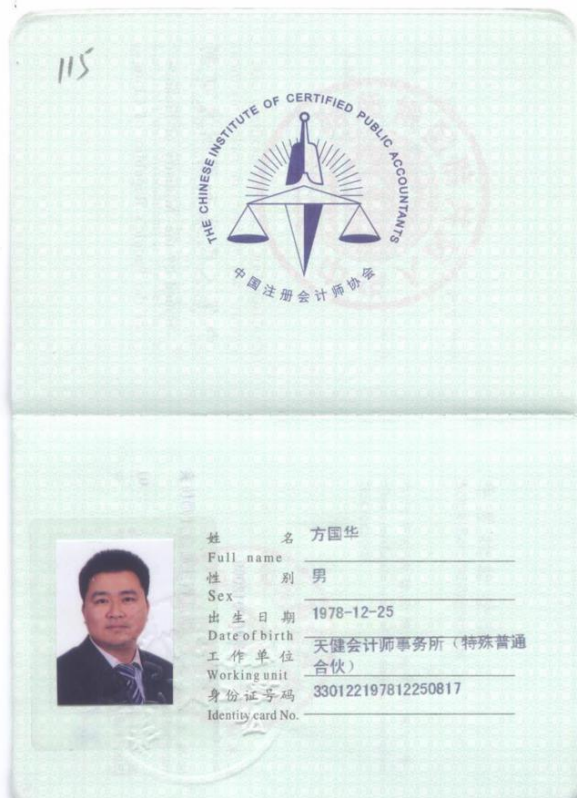 115
THE CHINESE INSTITUTE OF CERTIFIED PUBLIC ACCOUNTANTS
中国注册会计师协会
姓 名 方国华
Full name
性 别 男
Sex
出生日期 1978-12-25
Date of birth
工作单位 天健会计师事务所（特殊普通
合伙）
Working unit
身份证号码 330122197812250817
Identity card No.